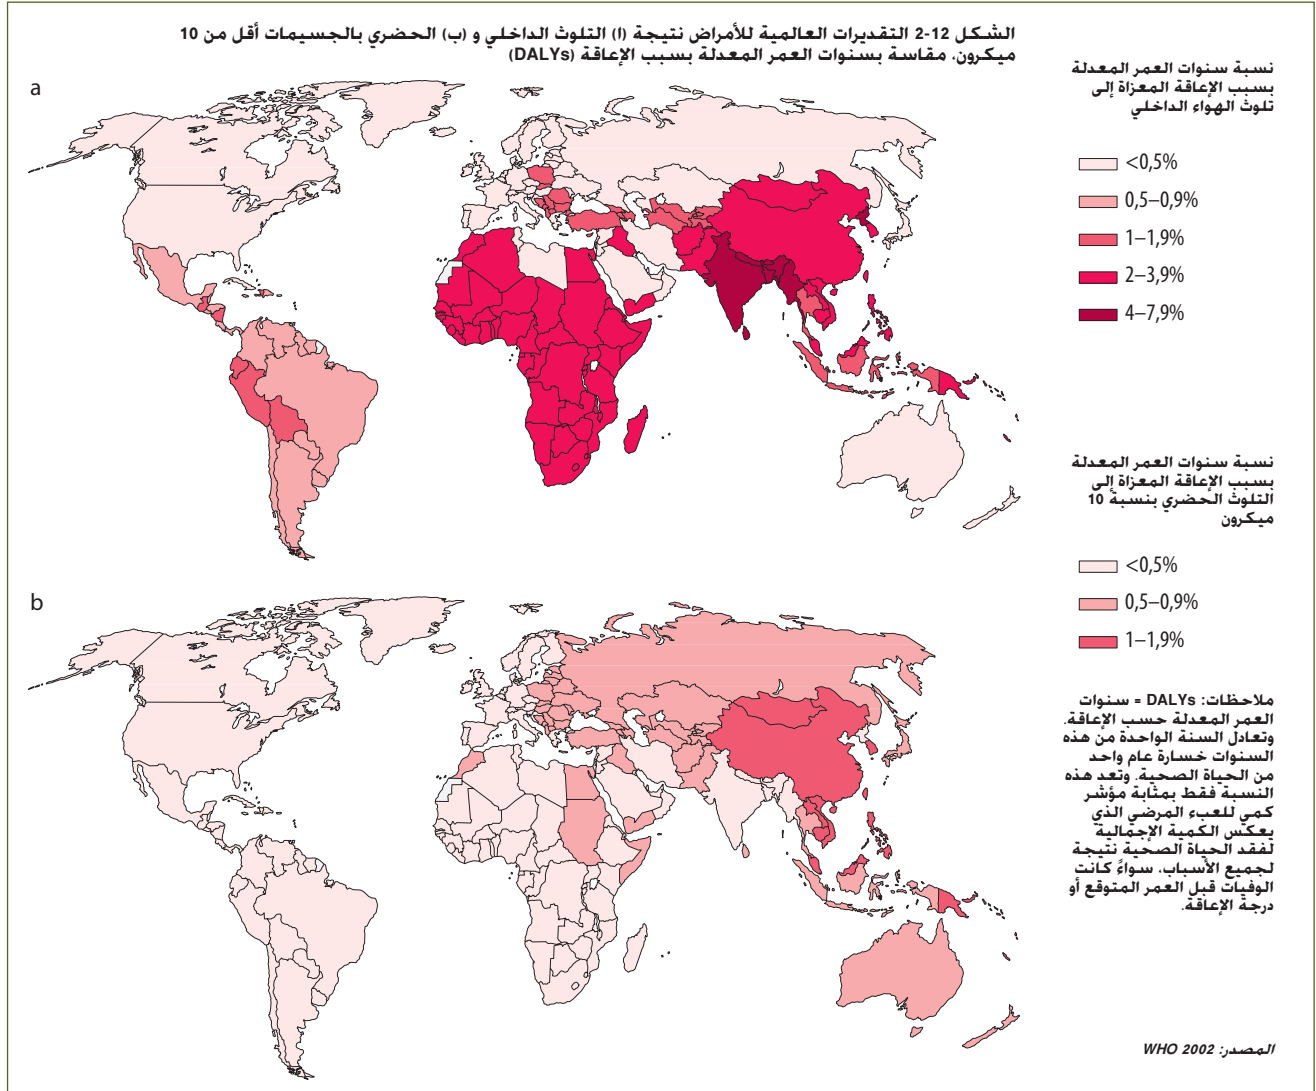 الشكل 12-2 التقديرات العالمية للأمراض نتيجة (ا) التلوث الداخلي و (ب) الحضري بالجسيمات أقل من 10
ميكرون، مقاسة بسنوات العمر المعدلة بسبب الإعاقة (DALYs)
a
نسبة سنوات العمر المعدلة
بسبب الإعاقة المعزاة إلى
تلوث الهواء الداخلي
<0,5%
0,5–0,9%
1–1,9%
2–3,9%
4–7,9%
نسبة سنوات العمر المعدلة
بسبب الإعاقة المعزاة إلى
التلوث الحضري بنسبة 10
ميكرون
<0,5%
0,5–0,9%
1–1,9%
b
ملاحظات: DALYs = سنوات
العمر المعدلة حسب الإعاقة.
وتعادل السنة الواحدة من هذه
السنوات خسارة عام واحد
من الحياة الصحية. وتعد هذه
النسبة فقط بمثابة مؤشر
كمي للعبء المرضي الذي
يعكس الكمية الإجمالية
لفقد الحياة الصحية نتيجة
لجميع الأسباب، سواءً كانت
الوفيات قبل العمر المتوقع أو
درجة الإعاقة.
المصدر: WHO 2002